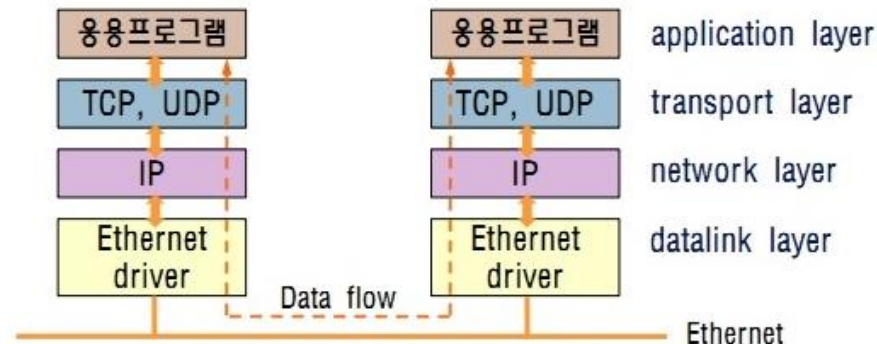 응용프로그램 응용프로그램 application layer
TCP, UDP TCP, UDP transport layer
IP IP network layer
Ethernet Ethernet datalink layer
driver driver
Data flow
Ethernet